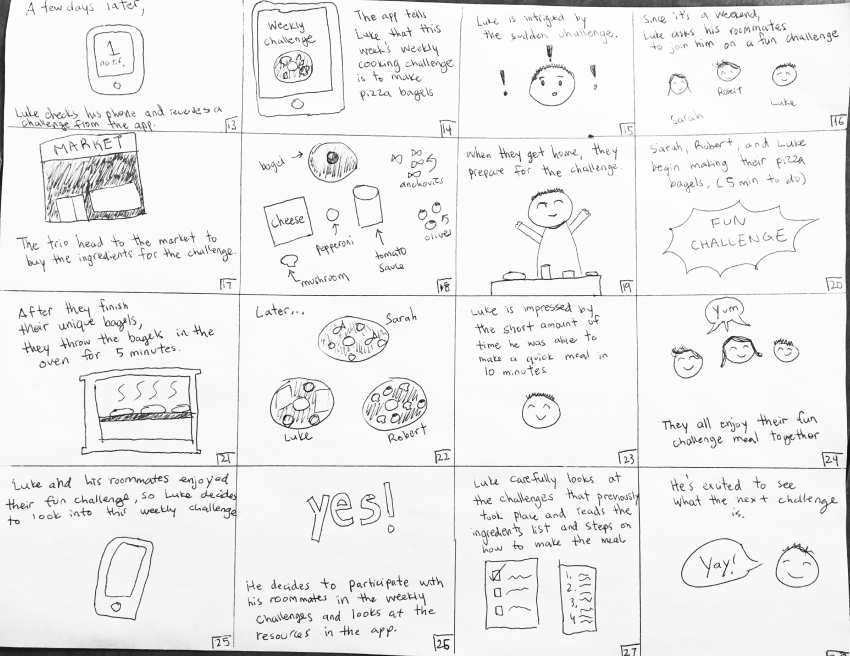 A few days later,
1
notif.
Luke checks his phone and a
challenge from the app.
13
Weekly
Challenge
The app tells
Luke that this
week's weekly
cooking challenge
is to make
pizza bagels
14
Luke is intrigued by
the sudden challenge.
! ! !
15
Since it's a weekend,
Luke asks his roommates
to join him on a fun challenge
Sarah
Robert
Luke
16
MARKET
The trio head to the market to
buy the ingredients for the challenge.
17
bagel
anchovies
Cheese
Pepperoni
tomato
sauce
olives
mushroom
18
When they get home, they
prepare for the challenge.
19
Sarah, Robert, and Luke
begin making their pizza
bagels. (5 min to do)
FUN
CHALLENGE
20
After they finish
their unique bagels,
they throw the bagels in the
oven for 5 minutes.
21
Later...
Sarah
Luke
Robert
22
Luke is impressed by
the short amount of
time he was able to
make a quick meal in
10 minutes
23
Yum
They all enjoy their fun
challenge meal together
24
Luke and his roommates enjoyed
their fun challenge, so Luke decides
to look into this weekly challenge
25
yes!
He decides to participate with
his roommates in the weekly
challenges and looks at the
resources in the app.
26
Luke carefully looks at
the challenges that previously
took place and reads the
ingredients list and steps on
how to make the meal
1.
2.
3.
4
27
He's excited to see
what the next challenge
is.
Yay!